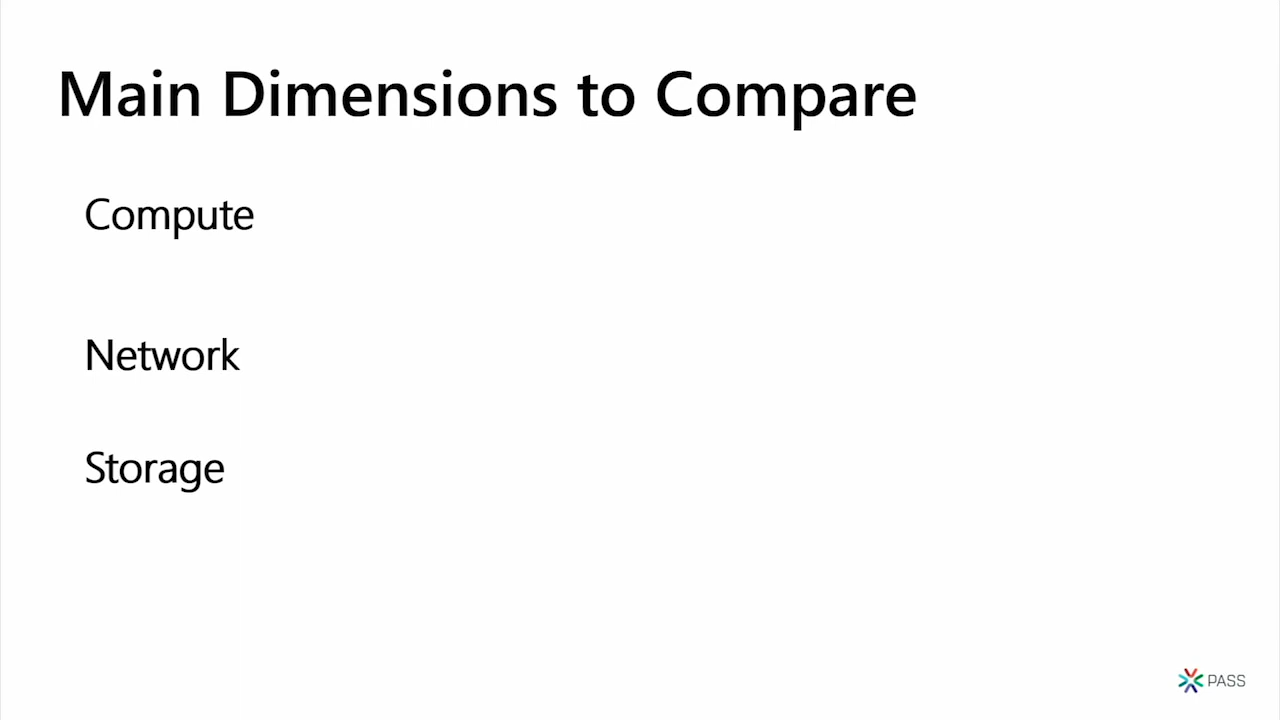 Main Dimensions to Compare
Compute
Network
Storage
PASS